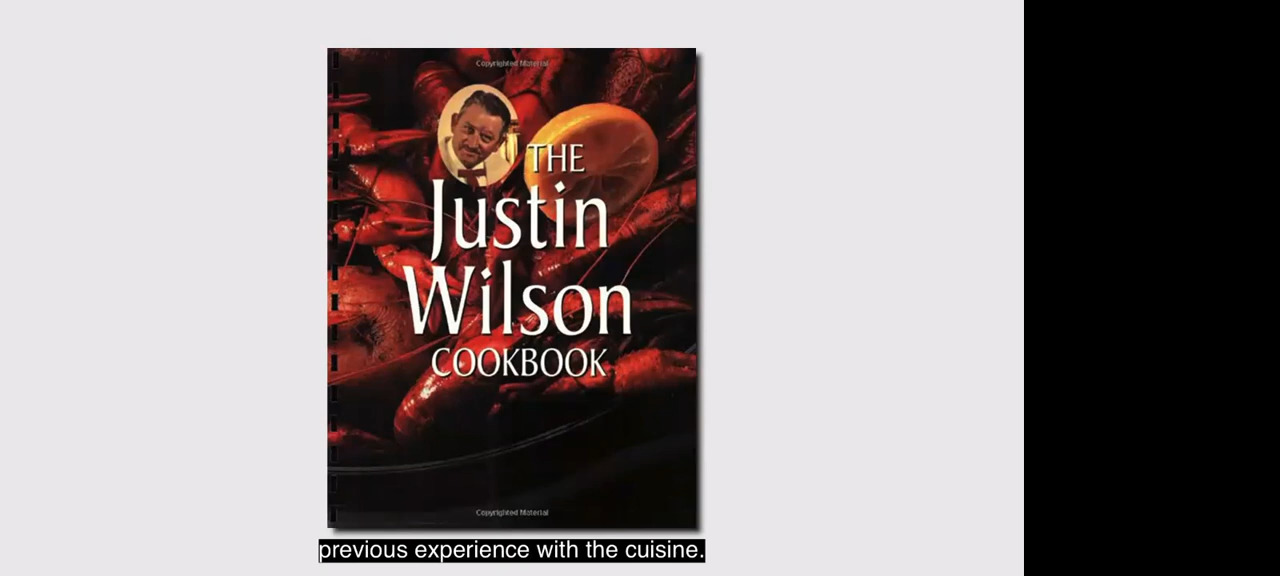 Copyrighted Material
THE
Justin
Wilson
COOKBOOK
Copyrighted Material
previous experience with the cuisine.